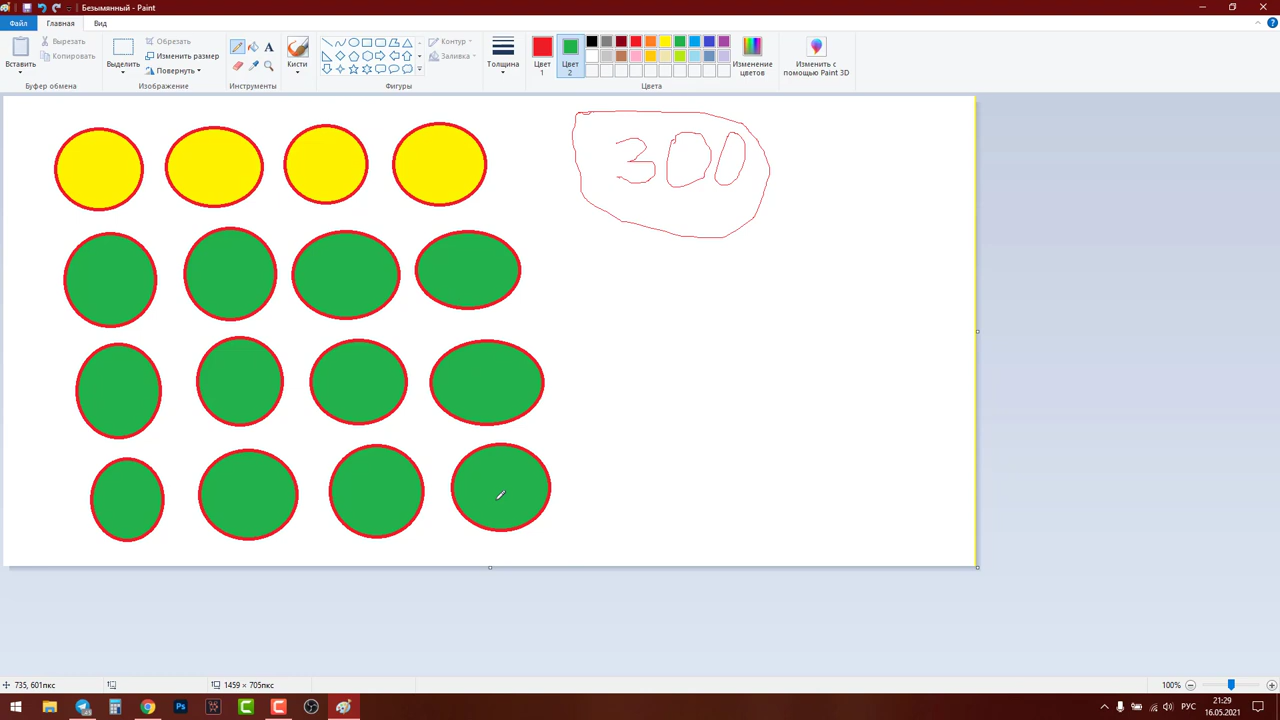 Безымянный - Paint
Файл
Главная
Вид
Вставить
Вырезать
Копировать
Буфер обмена
Выделить
Обрезать
Изменить размер
Повернуть
Изображение
A
Инструменты
Кисти
Контур
Заливка
Фигуры
Толщина
Цвет
1
Цвет
2
Изменение
цветов
Цвета
Изменить с
помощью Paint 3D
300
735, 601пкс
1459 × 705пкс
100%
Ps
РУС
21:29
16.05.2021